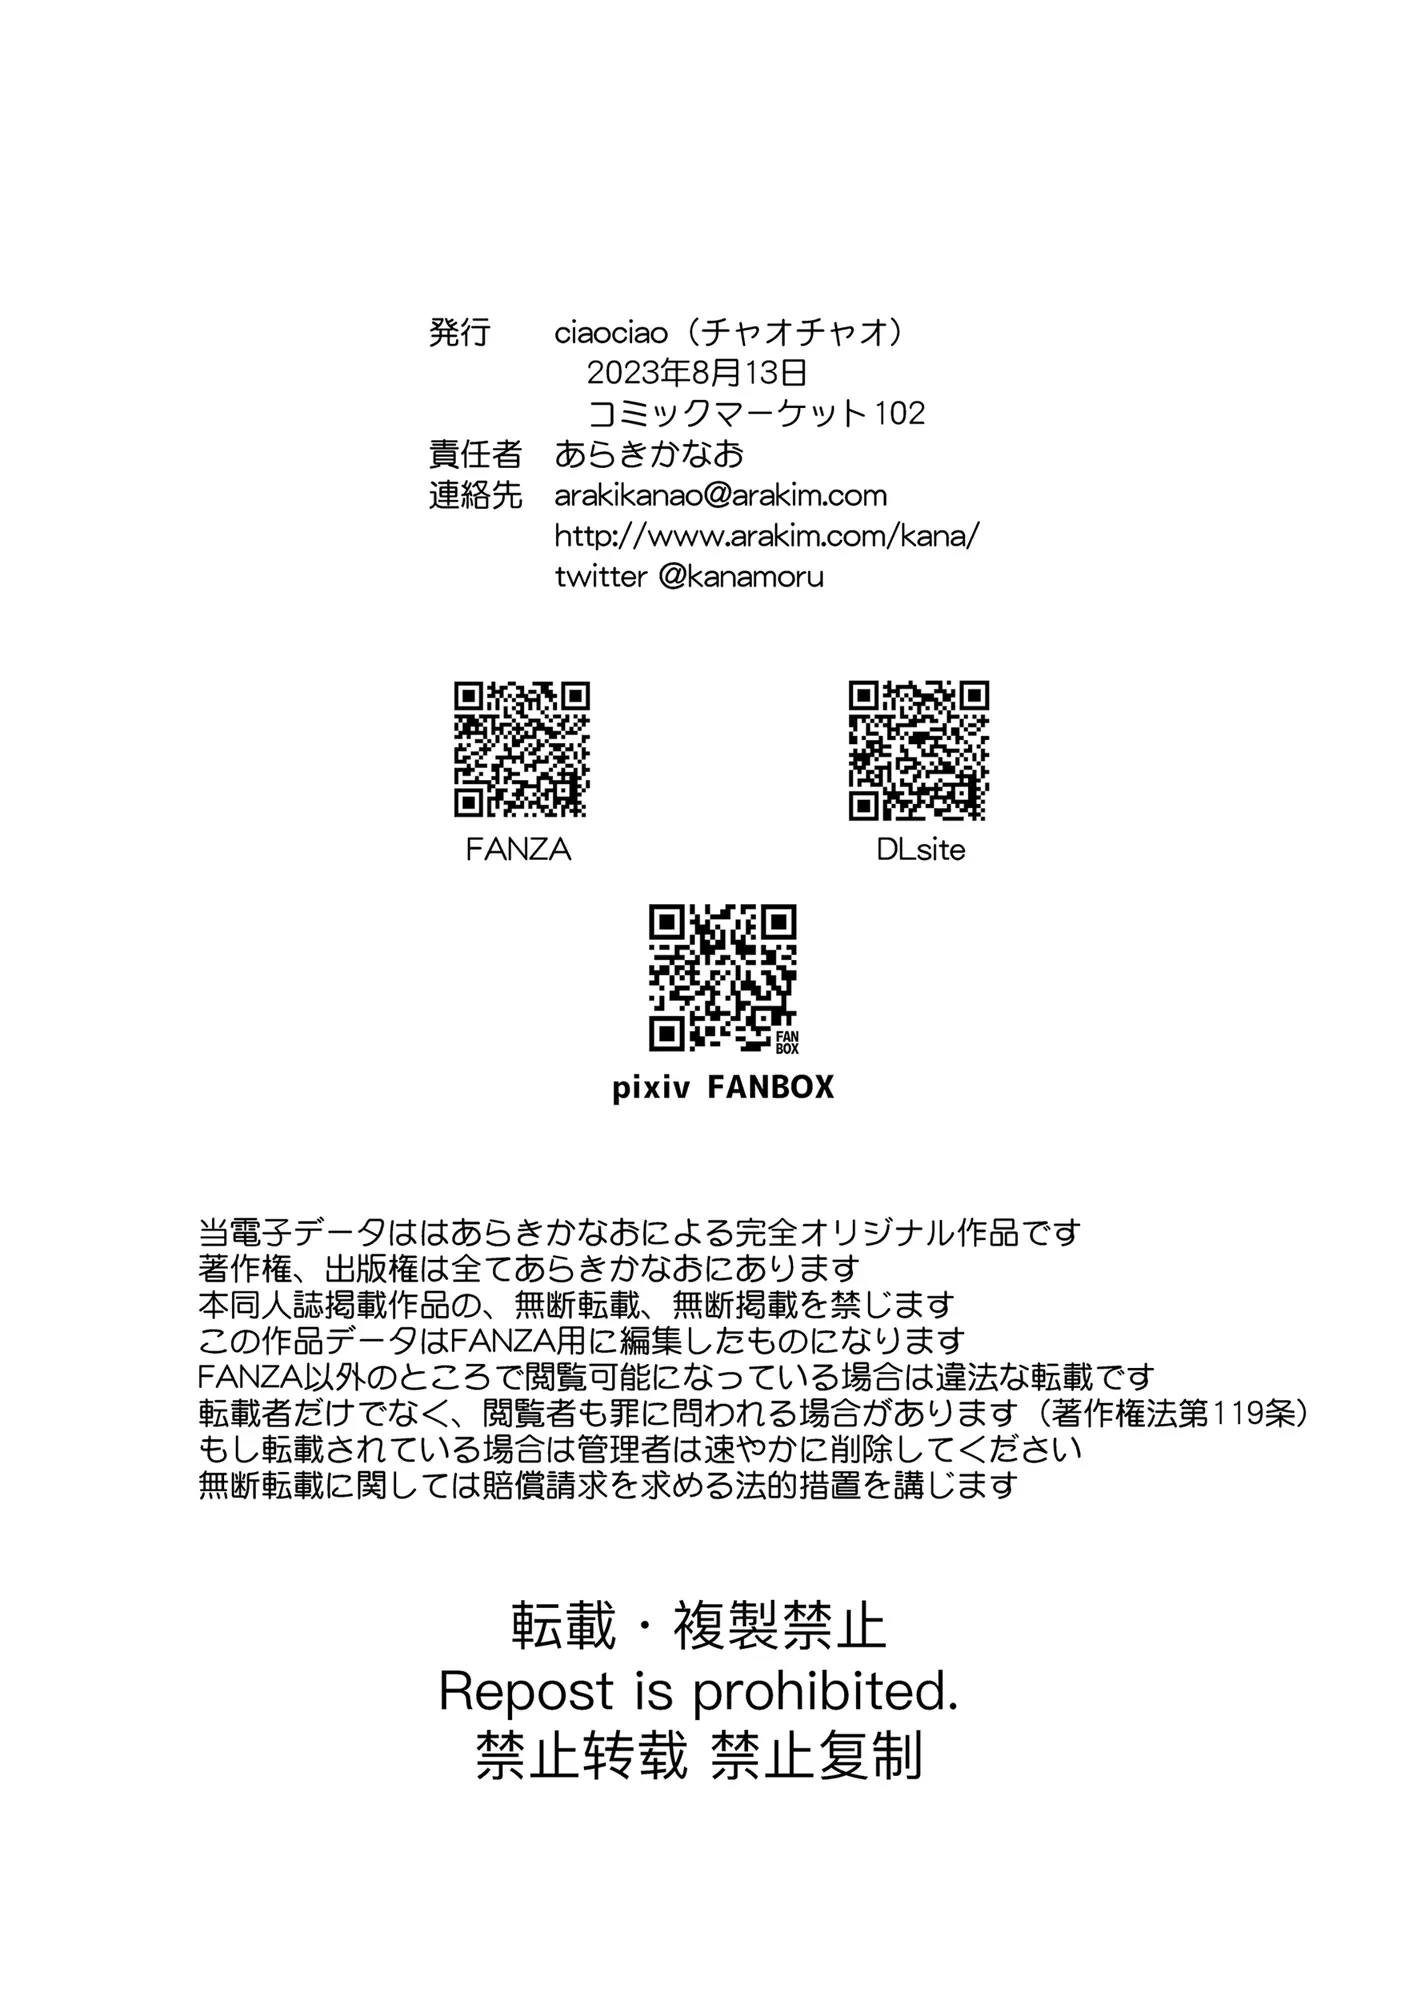 発行　ciaociao（チャオチャオ）
2023年8月13日
コミックマーケット102
責任者　あらきかなお
連絡先　arakikanao@arakim.com
http://www.arakim.com/kana/
twitter @kanamoru
FANZA
DLsite
FAN
BOX
pixiv FANBOX
当電子データははあらきかなおによる完全オリジナル作品です
著作権、出版権は全てあらきかなおにあります
本同人誌掲載作品の、無断転載、無断掲載を禁じます
この作品データはFANZA用に編集したものになります
FANZA以外のところで閲覧可能になっている場合は違法な転載です
転載者だけでなく、閲覧者も罪に問われる場合があります（著作権法第119条）
もし転載されている場合は管理者は速やかに削除してください
無断転載に関しては賠償請求を求める法的措置を講じます
転載・複製禁止
Repost is prohibited.
禁止转载 禁止复制